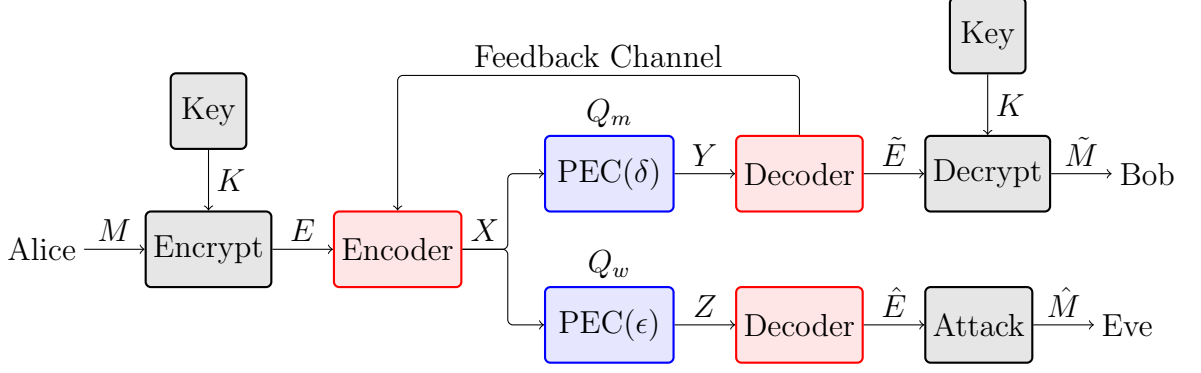 Key
Feedback Channel
Key
K
Q_m
K
PEC(δ)
Y
Decoder
Ẽ
Decrypt
M̃
Bob
Alice
M
Encrypt
E
Encoder
X
Q_w
PEC(ϵ)
Z
Decoder
Ê
Attack
M̂
Eve